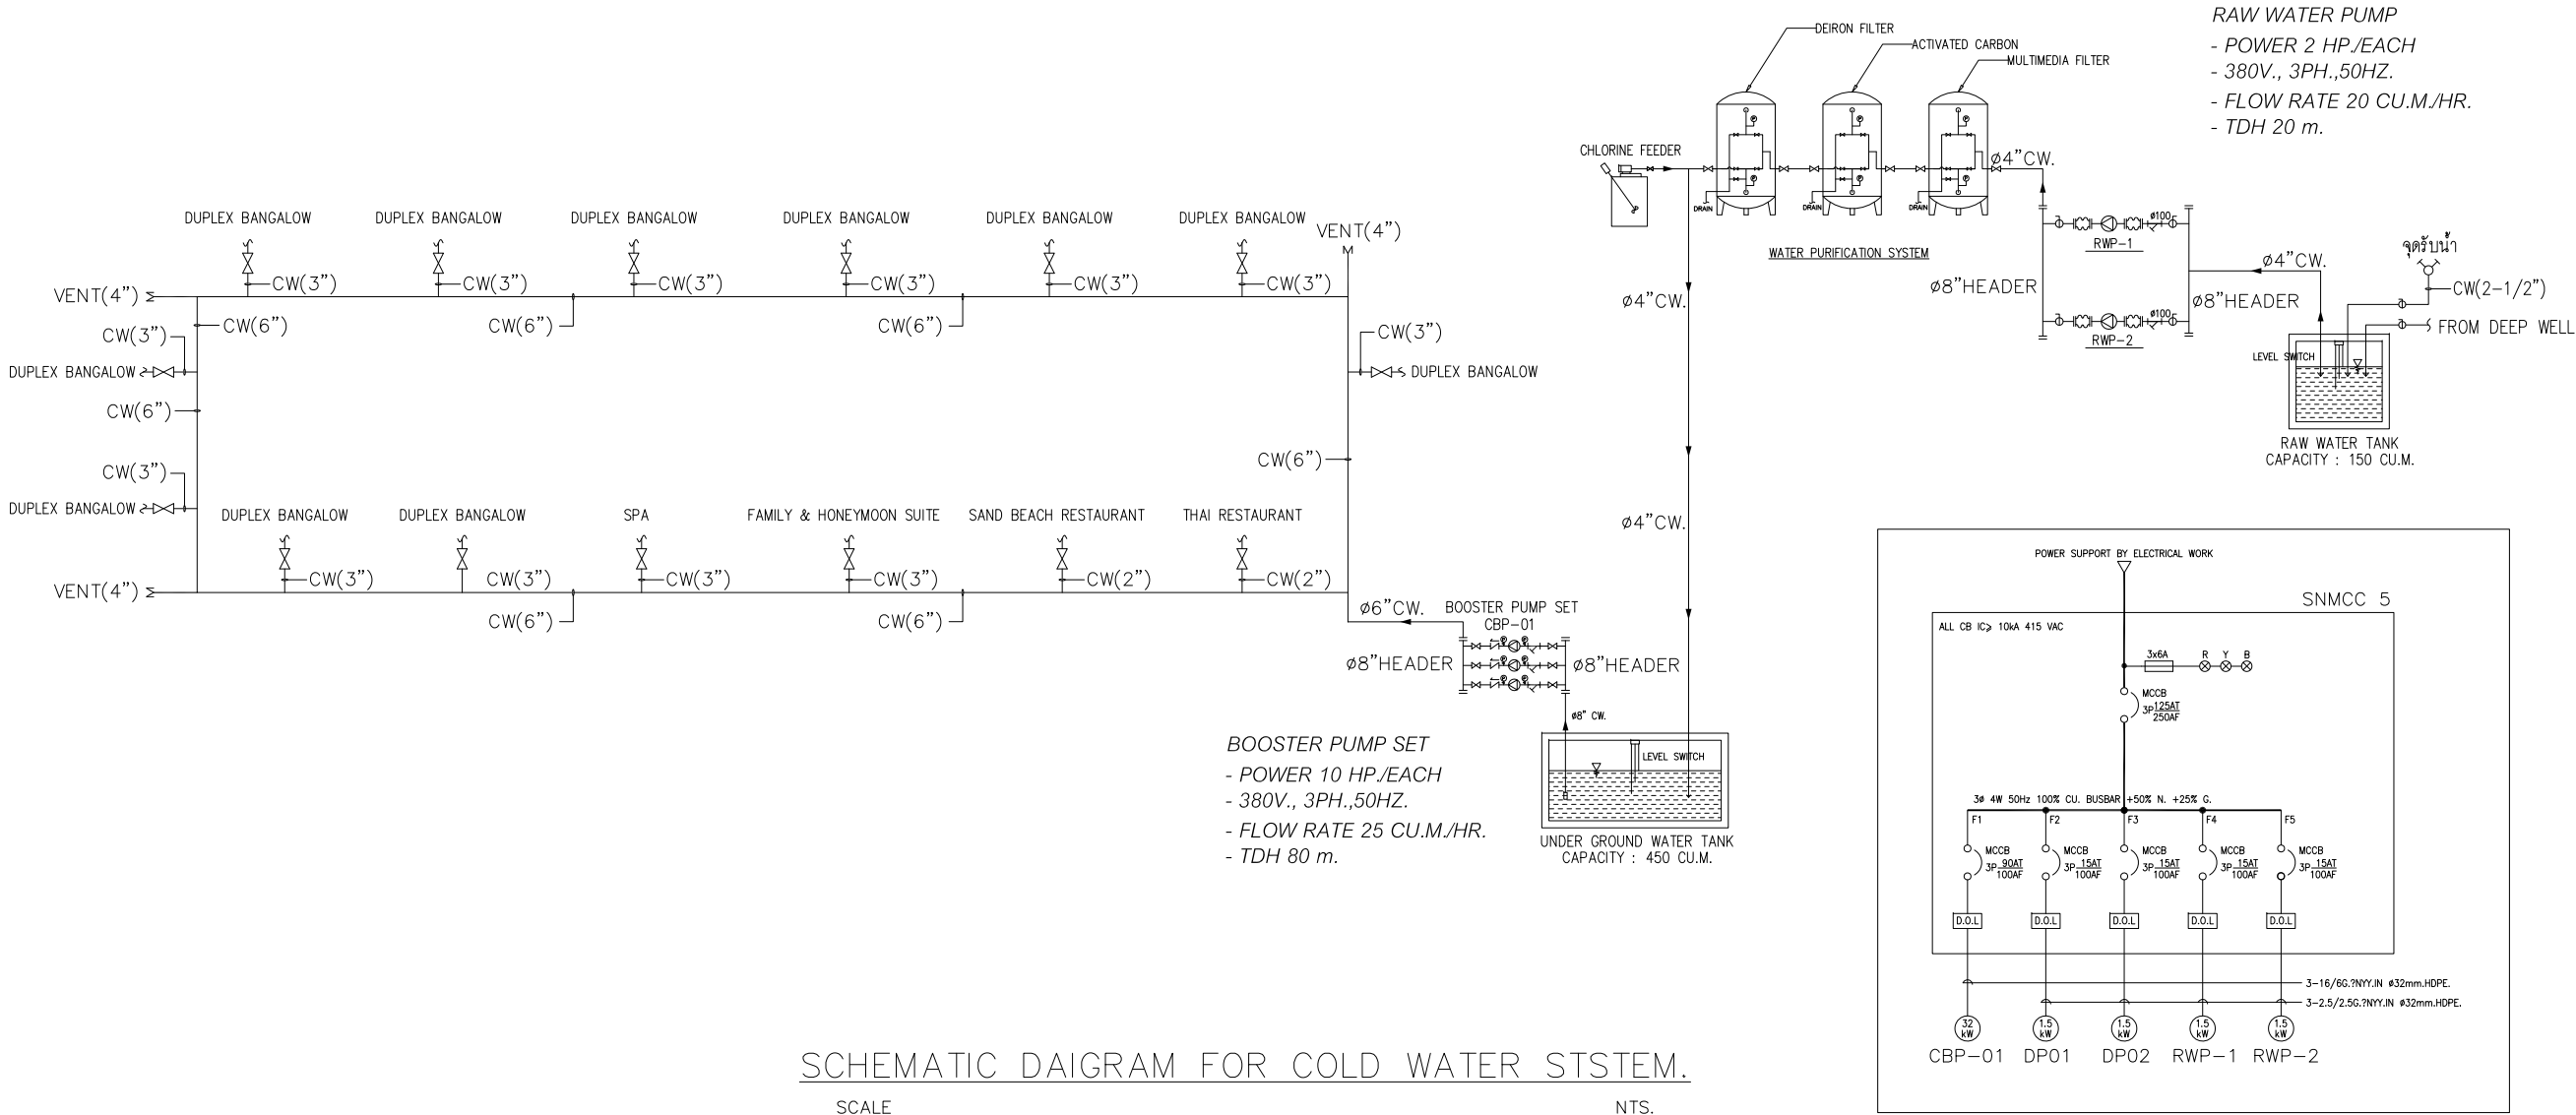 RAW WATER PUMP
- POWER 2 HP./EACH
- 380V., 3PH.,50HZ.
- FLOW RATE 20 CU.M./HR.
- TDH 20 m.
DEIRON FILTER
ACTIVATED CARBON
MULTIMEDIA FILTER
CHLORINE FEEDER
ø4"CW.
DRAIN
DRAIN
DRAIN
WATER PURIFICATION SYSTEM
ø100
RWP-1
ø8"HEADER
ø8"HEADER
ø100
RWP-2
ø4"CW.
จุดรับน้ำ
CW(2-1/2")
FROM DEEP WELL
LEVEL SWITCH
RAW WATER TANK
CAPACITY : 150 CU.M.
ø4"CW.
ø4"CW.
DUPLEX BANGALOW
DUPLEX BANGALOW
DUPLEX BANGALOW
DUPLEX BANGALOW
DUPLEX BANGALOW
DUPLEX BANGALOW
VENT(4")
CW(3")
CW(3")
CW(3")
CW(3")
CW(3")
CW(3")
VENT(4")
CW(6")
CW(6")
CW(6")
CW(3")
CW(3")
DUPLEX BANGALOW
DUPLEX BANGALOW
CW(6")
CW(6")
CW(3")
DUPLEX BANGALOW
DUPLEX BANGALOW
DUPLEX BANGALOW
SPA
FAMILY & HONEYMOON SUITE
SAND BEACH RESTAURANT
THAI RESTAURANT
CW(3")
CW(3")
CW(3")
CW(3")
CW(2")
CW(2")
VENT(4")
CW(6")
CW(6")
ø6"CW.
BOOSTER PUMP SET
CBP-01
ø8"HEADER
ø8"HEADER
ø8" CW.
LEVEL SWITCH
UNDER GROUND WATER TANK
CAPACITY : 450 CU.M.
BOOSTER PUMP SET
- POWER 10 HP./EACH
- 380V., 3PH.,50HZ.
- FLOW RATE 25 CU.M./HR.
- TDH 80 m.
POWER SUPPORT BY ELECTRICAL WORK
SNMCC 5
ALL CB IC≥ 10kA 415 VAC
3x6A
R Y B
MCCB
3P 125AT
250AF
3ø 4W 50Hz 100% CU. BUSBAR +50% N. +25% G.
F1 F2 F3 F4 F5
MCCB MCCB MCCB MCCB MCCB
3P 90AT 3P 15AT 3P 15AT 3P 15AT 3P 15AT
100AF 100AF 100AF 100AF 100AF
D.O.L D.O.L D.O.L D.O.L D.O.L
3-16/6G.?NYY.IN ø32mm.HDPE.
3-2.5/2.5G.?NYY.IN ø32mm.HDPE.
32 1.5 1.5 1.5 1.5
kW kW kW kW kW
CBP-01 DP01 DP02 RWP-1 RWP-2
SCHEMATIC DAIGRAM FOR COLD WATER STSTEM.
SCALE NTS.